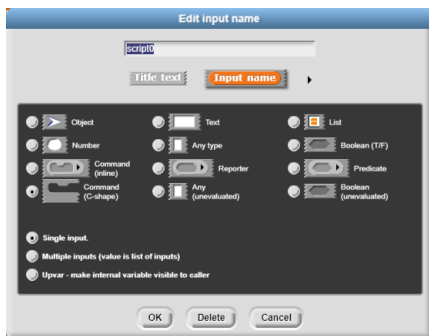 Edit input name
script0
Title text Input name
Object Text List
Number Any type Boolean (T/F)
Command (inline) Reporter Predicate
Command (C-shape) Any (unevaluated) Boolean (unevaluated)
Single input.
Multiple inputs (value is list of inputs)
Upvar - make internal variable visible to caller
OK Delete Cancel